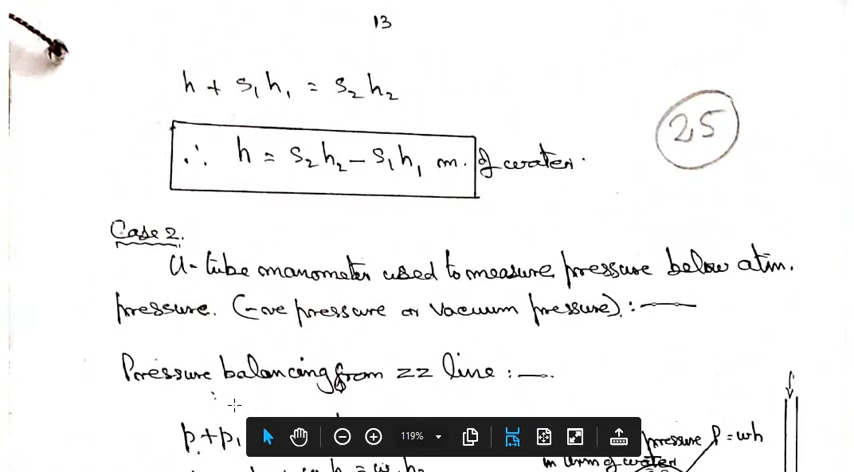 13
h + s₁h₁ = s₂h₂
25
∴ h = s₂h₂ – s₁h₁ m. of water.
Case 2.
U-tube manometer used to measure pressure below atm.
pressure. (–ve pressure or Vacuum pressure) :—
Pressure balancing from zz line :—.
p + p₁
119%
pressure P = wh
in term of water